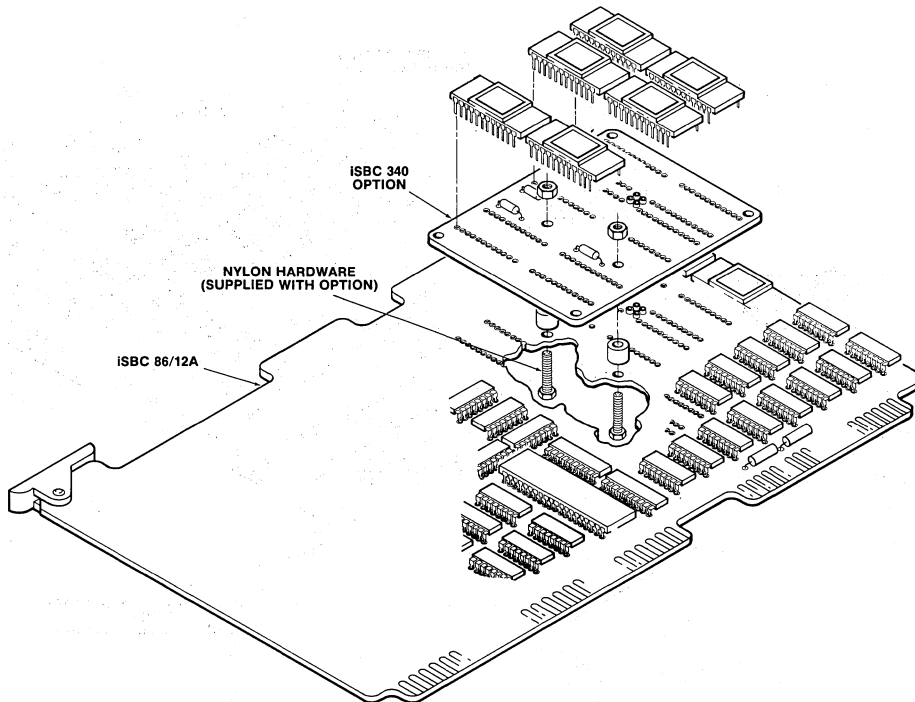 iSBC 340
OPTION
NYLON HARDWARE
(SUPPLIED WITH OPTION)
iSBC 86/12A